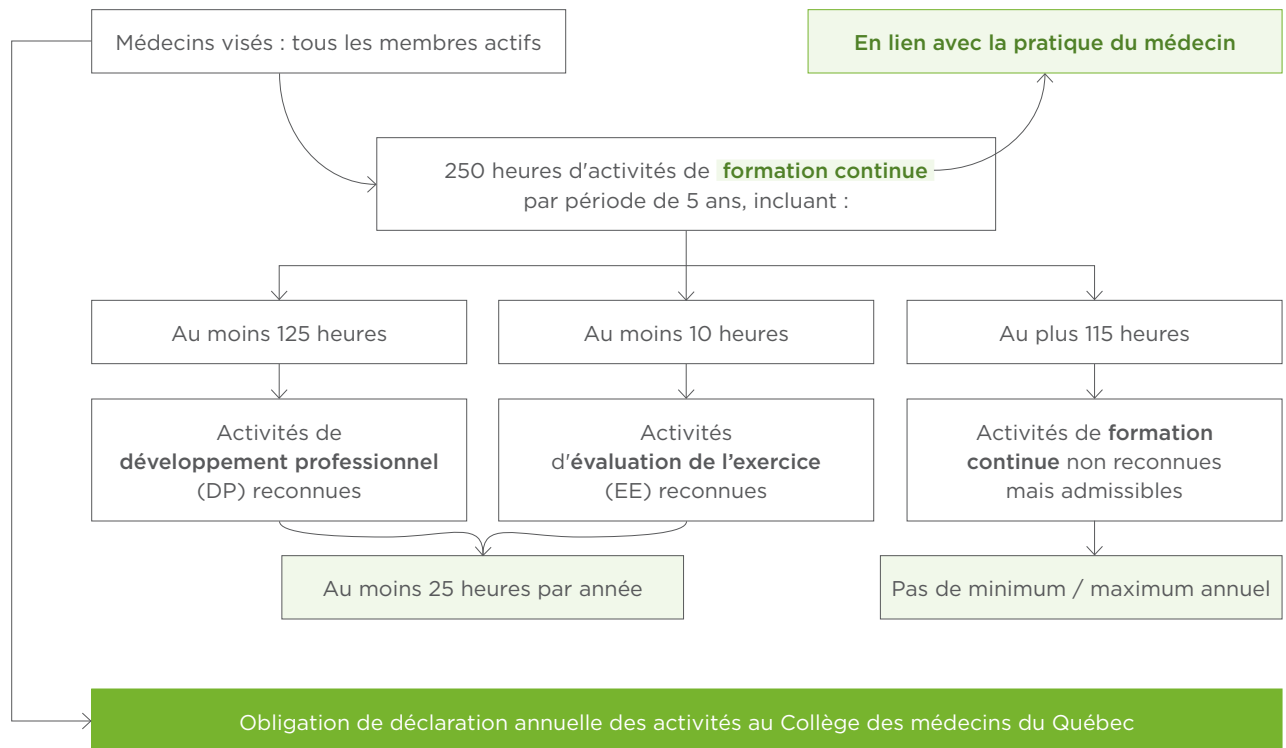 Médecins visés : tous les membres actifs
En lien avec la pratique du médecin
250 heures d'activités de formation continue
par période de 5 ans, incluant :
Au moins 125 heures
Au moins 10 heures
Au plus 115 heures
Activités de
développement professionnel
(DP) reconnues
Activités
d'évaluation de l’exercice
(EE) reconnues
Activités de formation
continue non reconnues
mais admissibles
Au moins 25 heures par année
Pas de minimum / maximum annuel
Obligation de déclaration annuelle des activités au Collège des médecins du Québec